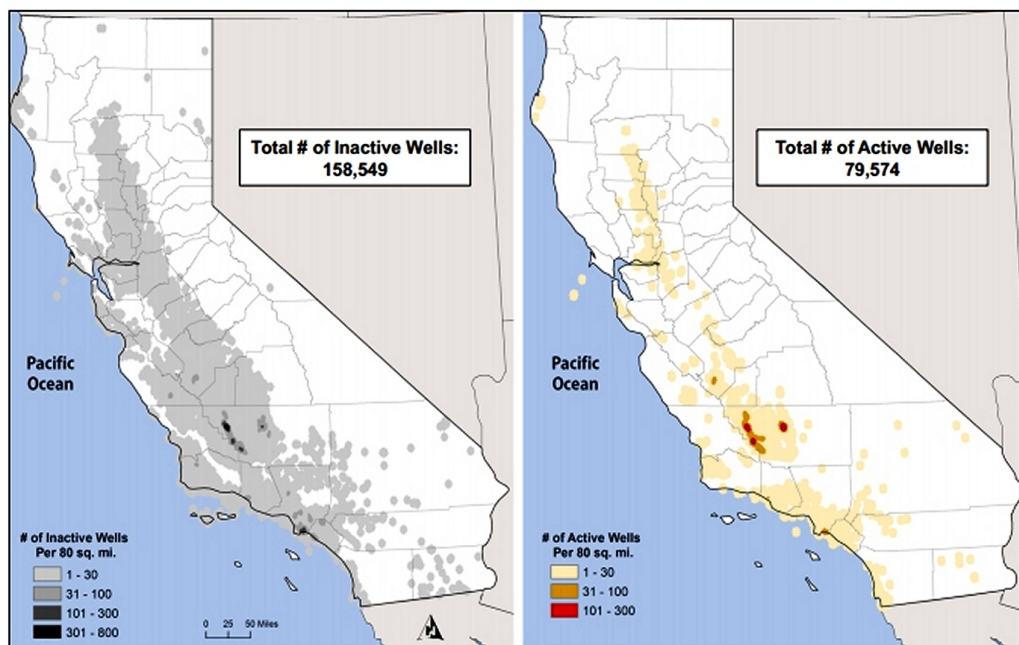 Total # of Inactive Wells:
158,549
Pacific
Ocean
# of Inactive Wells
Per 80 sq. mi.
1 - 30
31 - 100
101 - 300
301 - 800
0 25 50 Miles
Total # of Active Wells:
79,574
Pacific
Ocean
# of Active Wells
Per 80 sq. mi.
1 - 30
31 - 100
101 - 300